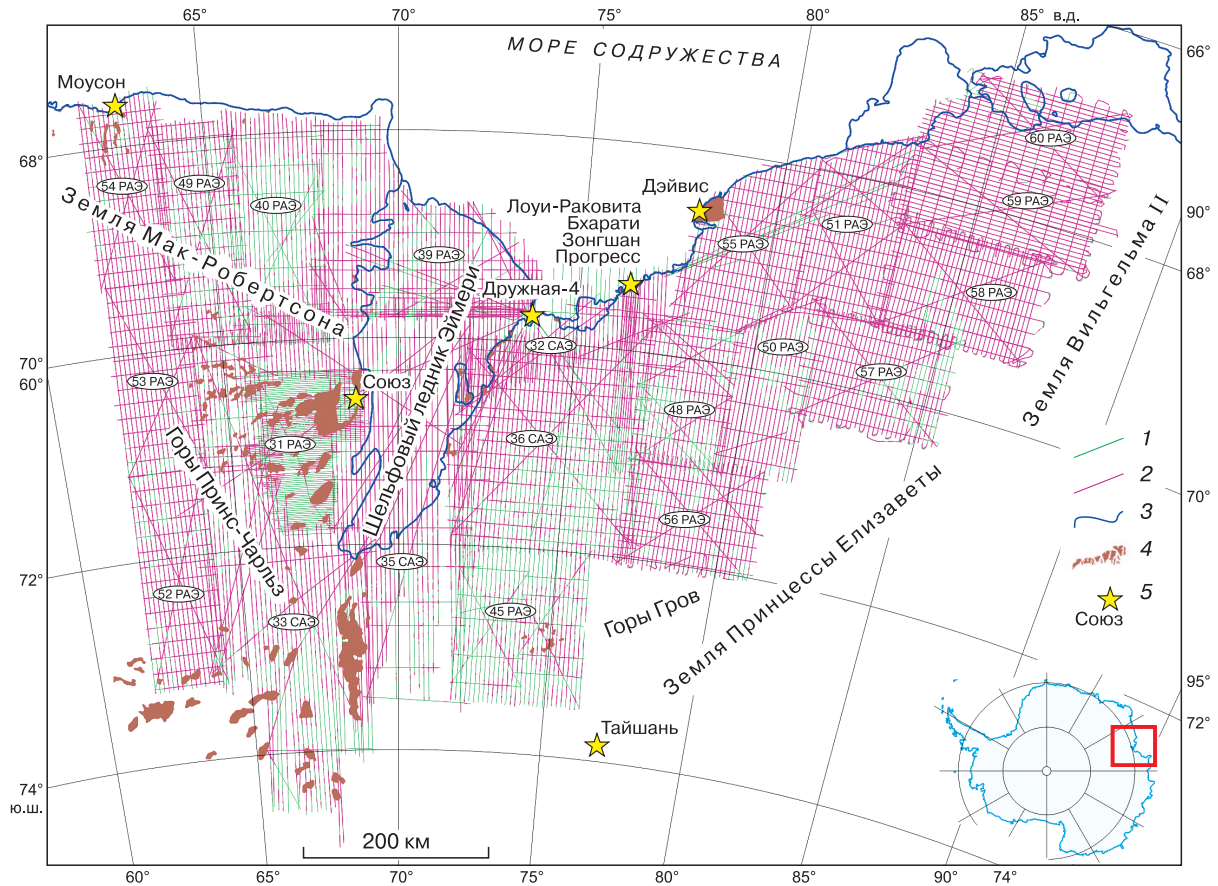 65°
70°
75°
80°
85°
в.д.
66°
МОРЕ СОДРУЖЕСТВА
Моусон
60 РАЭ
68°
54 РАЭ
49 РАЭ
Дэйвис
40 РАЭ
Лоуи-Раковита
Бхарати
Зонгшан
Прогресс
59 РАЭ
51 РАЭ
90°
55 РАЭ
39 РАЭ
Земля Мак-Робертсона
68°
Дружная-4
58 РАЭ
Земля Вильгельма II
32 САЭ
50 РАЭ
70°
60°
53 РАЭ
57 РАЭ
Союз
Шельфовый ледник Эймери
48 РАЭ
31 РАЭ
36 САЭ
1
2
70°
Горы Принс-Чарльз
3
56 РАЭ
4
35 САЭ
72°
52 РАЭ
5
Союз
45 РАЭ
33 САЭ
Горы Гров
Земля Принцессы Елизаветы
95°
72°
Тайшань
74°
ю.ш.
200 км
60°
65°
70°
75°
80°
85°
90°
74°